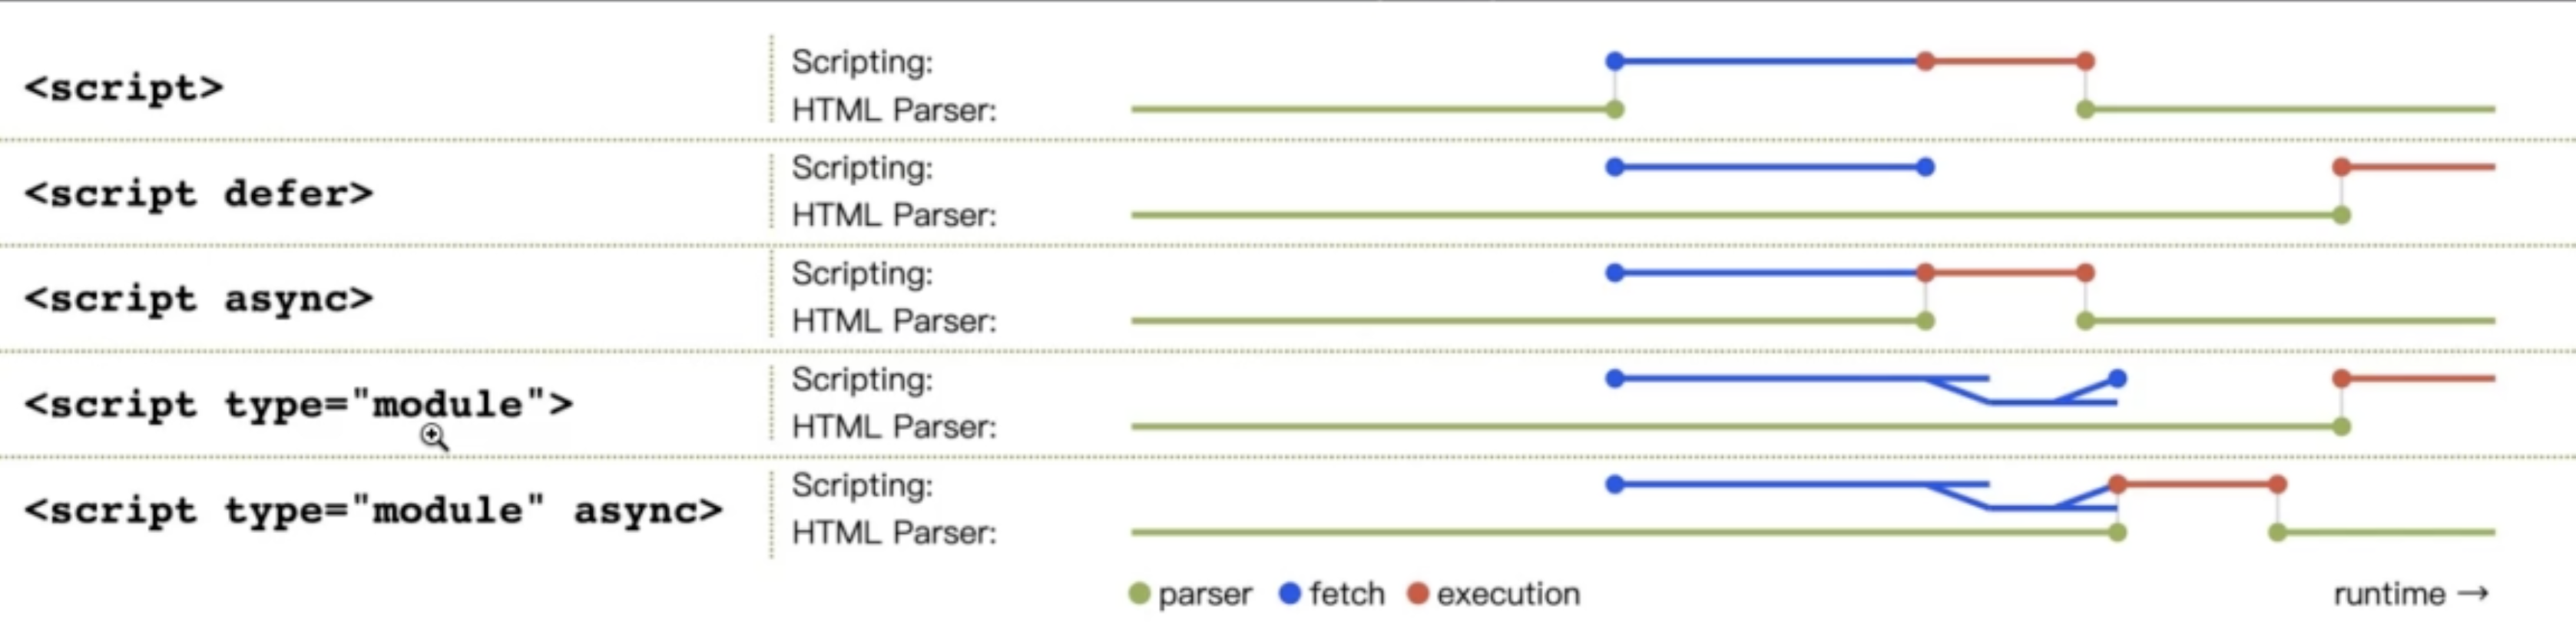 <script>
Scripting:
HTML Parser:
<script defer>
Scripting:
HTML Parser:
<script async>
Scripting:
HTML Parser:
<script type="module">
Scripting:
HTML Parser:
<script type="module" async>
Scripting:
HTML Parser:
parser fetch execution runtime →